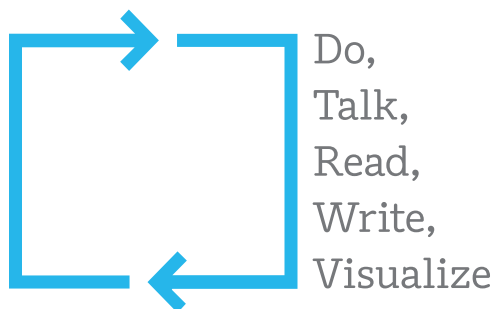 Do,
Talk,
Read,
Write,
Visualize